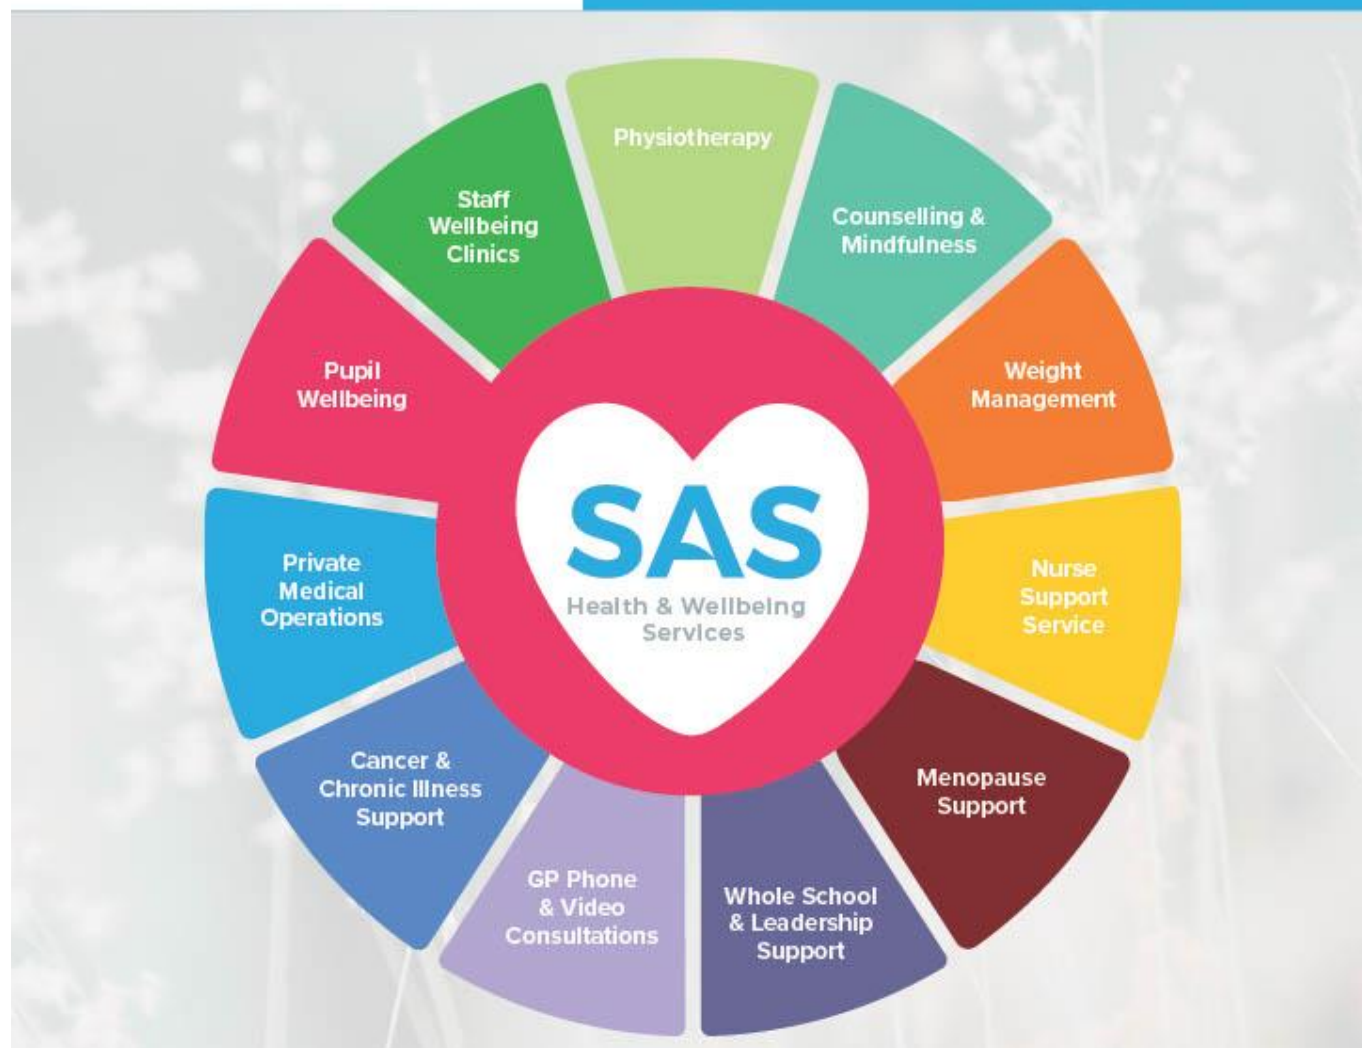 Physiotherapy
Counselling &
Mindfulness
Weight
Management
Nurse
Support
Service
Menopause
Support
Whole School
& Leadership
Support
GP Phone
& Video
Consultations
Cancer &
Chronic Illness
Support
Private
Medical
Operations
Pupil
Wellbeing
Staff
Wellbeing
Clinics
SAS
Health & Wellbeing
Services